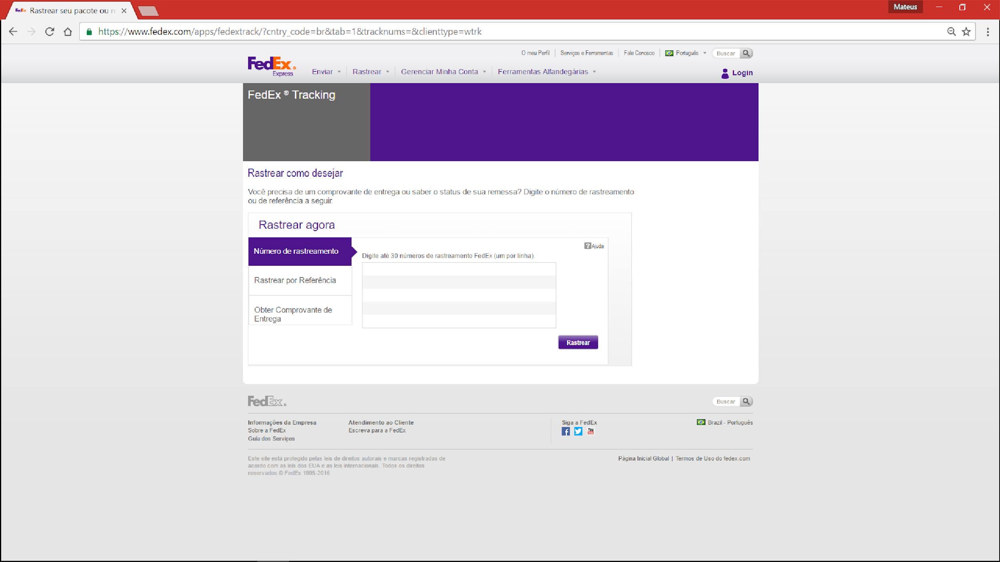 FedEx Rastrear seu pacote ou re
Mateus
https://www.fedex.com/apps/fedextrack/?cntry_code=br&tab=1&tracknums=&clienttype=wtrk
O meu Perfil Serviços e Ferramentas Fale Conosco Português Buscar
FedEx®
Express
Enviar Rastrear Gerenciar Minha Conta Ferramentas Alfandegárias Login
FedEx ® Tracking
Rastrear como desejar
Você precisa de um comprovante de entrega ou saber o status de sua remessa? Digite o número de rastreamento
ou de referência a seguir.
Rastrear agora
?Ajuda
Número de rastreamento
Digite até 30 números de rastreamento FedEx (um por linha).
Rastrear por Referência
Obter Comprovante de
Entrega
Rastrear
FedEx® Buscar
Informações da Empresa Atendimento ao Cliente Siga a FedEx Brazil - Português
Sobre a FedEx Escreva para a FedEx f You Tube
Guia dos Serviços
Este site está protegido pelas leis de direitos autorais e marcas registradas de Página Inicial Global | Termos de Uso do fedex.com
acordo com as leis dos EUA e as leis internacionais. Todos os direitos
reservados.© FedEx 1995-2016